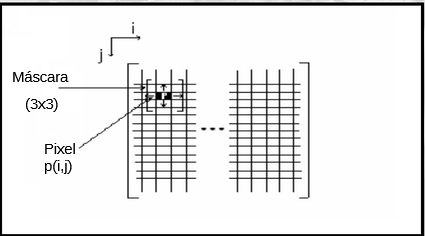 i
j
Máscara
(3x3)
Pixel
p(i,j)